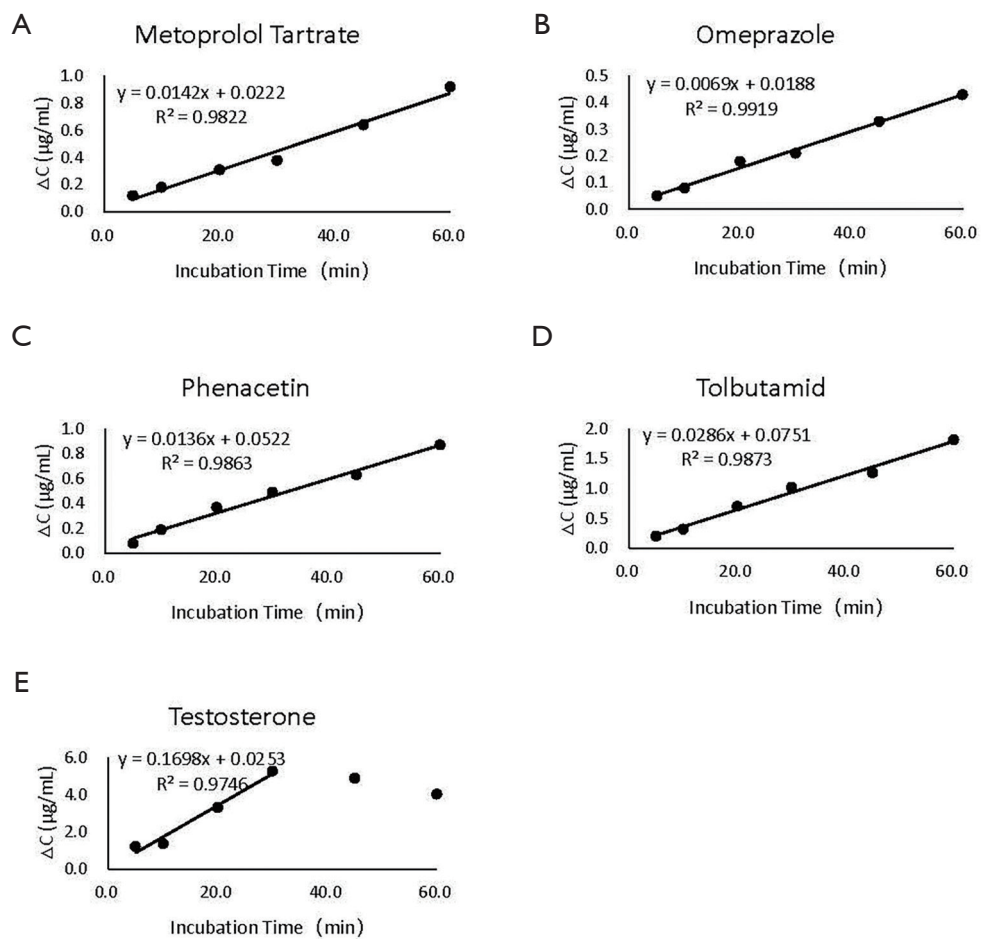 A
Metoprolol Tartrate
y = 0.0142x + 0.0222
R² = 0.9822
ΔC (μg/mL)
1.0
0.8
0.6
0.4
0.2
0.0
0.0 20.0 40.0 60.0
Incubation Time (min)
B
Omeprazole
y = 0.0069x + 0.0188
R² = 0.9919
ΔC (μg/mL)
0.5
0.4
0.3
0.2
0.1
0.0
0.0 20.0 40.0 60.0
Incubation Time (min)
C
Phenacetin
y = 0.0136x + 0.0522
R² = 0.9863
ΔC (μg/mL)
1.0
0.8
0.6
0.4
0.2
0.0
0.0 20.0 40.0 60.0
Incubation Time (min)
D
Tolbutamid
y = 0.0286x + 0.0751
R² = 0.9873
ΔC (μg/mL)
2.0
1.5
1.0
0.5
0.0
0.0 20.0 40.0 60.0
Incubation Time (min)
E
Testosterone
y = 0.1698x + 0.0253
R² = 0.9746
ΔC (μg/mL)
6.0
4.0
2.0
0.0
0.0 20.0 40.0 60.0
Incubation Time (min)